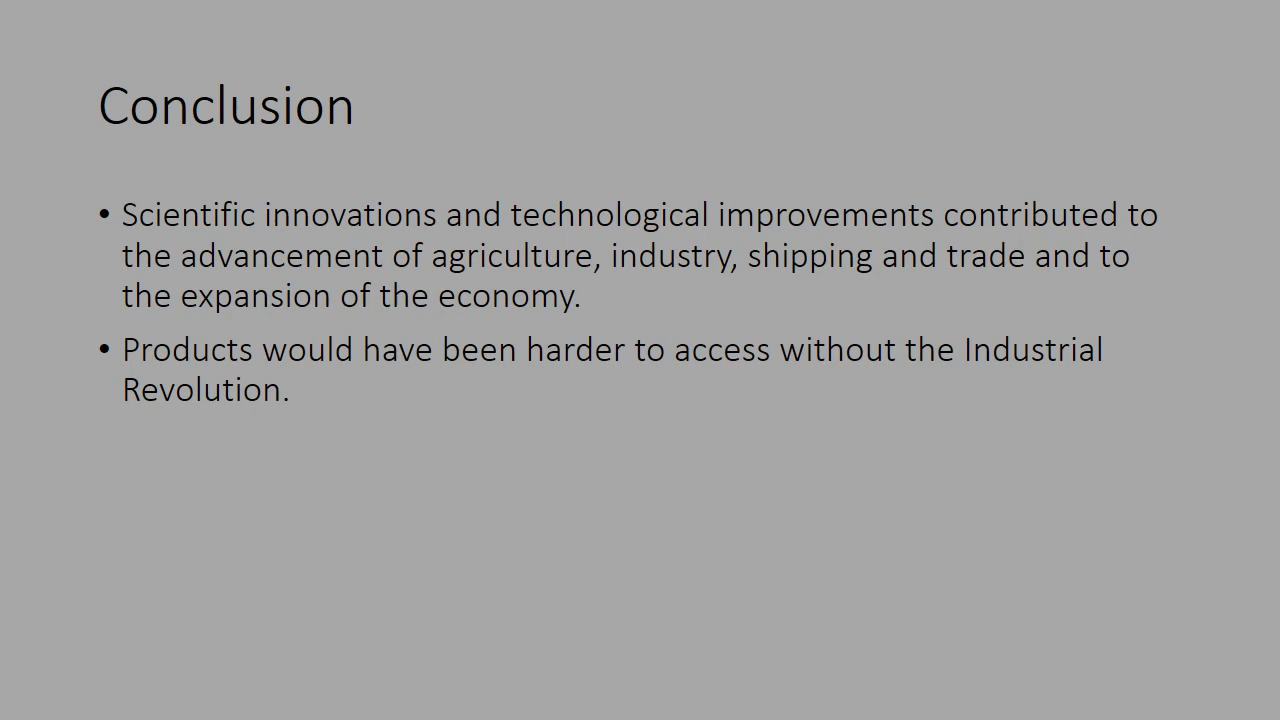 Conclusion
• Scientific innovations and technological improvements contributed to
the advancement of agriculture, industry, shipping and trade and to
the expansion of the economy.
• Products would have been harder to access without the Industrial
Revolution.